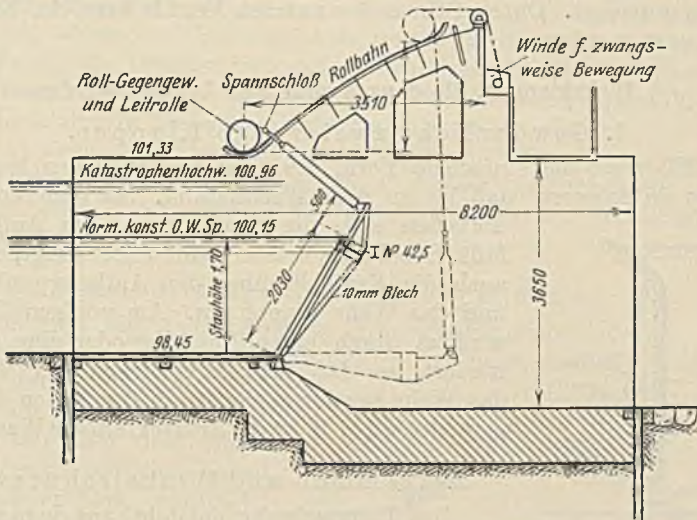 Winde f. zwangs-
weise Bewegung
Roll-Gegengew.
und Leitrolle
Spannschloß
Rollbahn
3510
101,33
Katastrophenhochw. 100,96
500
8200
Norm. konst. O.W.Sp. 100,15
I Nº 42,5
Stauhöhe 1,70
2030
10mm Blech
3650
98,45